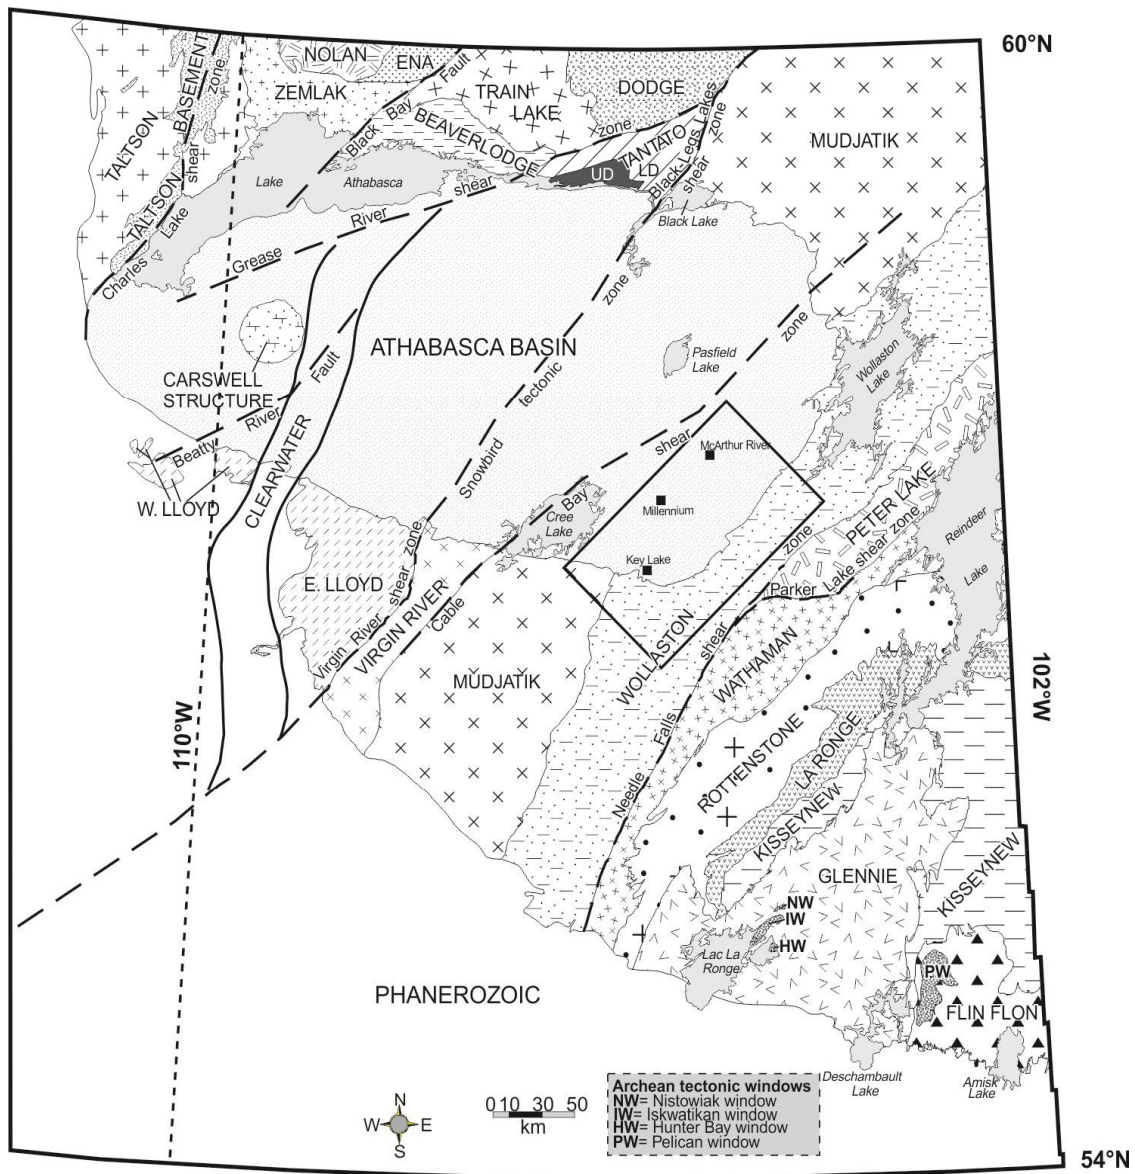 60°N
NOLAN
ENA
ZEMLAK
TRAIN
LAKE
DODGE
MUDJATIK
TALTSON
TALTSON BASEMENT
shear zone
Charles Lake
Black Bay Fault
BEAVERLODGE
zone
TANTATO
UD
LD
Black-Legs Lakes
shear zone
Lake Athabasca
Grease River shear
Black Lake
ATHABASCA BASIN
CARSWELL
STRUCTURE
Beatty River Fault
W. LLOYD
CLEARWATER
Snowbird tectonic zone
Pasfield
Lake
Wollaston
Lake
McArthur River
Millennium
Key Lake
Cree
Lake
Cable Bay shear zone
E. LLOYD
Virgin River shear zone
VIRGIN RIVER
MUDJATIK
WOLLASTON
Needle Falls shear zone
PETER LAKE
Parker Lake shear zone
Reindeer
Lake
WATHAMAN
ROTTENSTONE
LA RONGE
KISSEYNEW
GLENNIE
KISSEYNEW
110°W
102°W
NW
IW
HW
Lac La
Ronge
PW
FLIN FLON
PHANEROZOIC
Deschambault
Lake
Amisk
Lake
N
W E
S
0 10 30 50
km
Archean tectonic windows
NW= Nistowiak window
IW= Iskwatikan window
HW= Hunter Bay window
PW= Pelican window
54°N